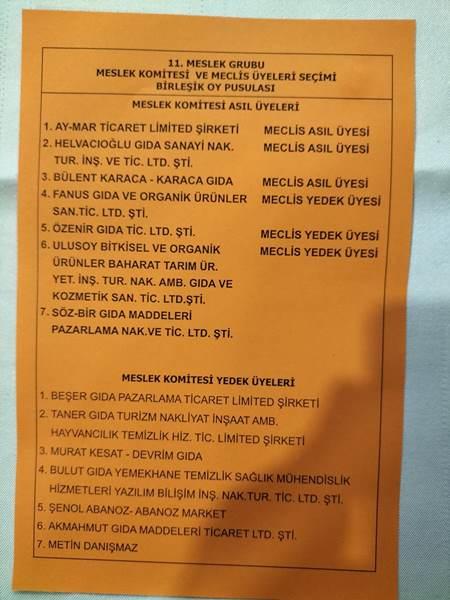 11. MESLEK GRUBU
MESLEK KOMİTESİ VE MECLİS ÜYELERİ SEÇİMİ
BİRLEŞİK OY PUSULASI
MESLEK KOMİTESİ ASIL ÜYELERİ
1. AY-MAR TİCARET LİMİTED ŞİRKETİ MECLİS ASIL ÜYESİ
2. HELVACIOĞLU GIDA SANAYİ NAK. MECLİS ASIL ÜYESİ
TUR. İNŞ. VE TİC. LTD. ŞTİ.
3. BÜLENT KARACA - KARACA GIDA MECLİS ASIL ÜYESİ
4. FANUS GIDA VE ORGANİK ÜRÜNLER MECLİS YEDEK ÜYESİ
SAN.TİC. LTD. ŞTİ.
5. ÖZENİR GIDA TİC. LTD. ŞTİ. MECLİS YEDEK ÜYESİ
6. ULUSOY BİTKİSEL VE ORGANİK MECLİS YEDEK ÜYESİ
ÜRÜNLER BAHARAT TARIM ÜR.
YET. İNŞ. TUR. NAK. AMB. GIDA VE
KOZMETİK SAN. TİC. LTD.ŞTİ.
7. SÖZ-BİR GIDA MADDELERİ
PAZARLAMA NAK.VE TİC. LTD. ŞTİ.
MESLEK KOMİTESİ YEDEK ÜYELERİ
1. BEŞER GIDA PAZARLAMA TİCARET LİMİTED ŞİRKETİ
2. TANER GIDA TURİZM NAKLİYAT İNŞAAT AMB.
HAYVANCILIK TEMİZLİK HİZ. TİC. LİMİTED ŞİRKETİ
3. MURAT KESAT - DEVRİM GIDA
4. BULUT GIDA YEMEKHANE TEMİZLİK SAĞLIK MÜHENDİSLİK
HİZMETLERİ YAZILIM BİLİŞİM İNŞ. NAK.TUR. TİC. LTD. ŞTİ.
5. ŞENOL ABANOZ- ABANOZ MARKET
6. AKMAHMUT GIDA MADDELERİ TİCARET LTD. ŞTİ.
7. METİN DANIŞMAZ